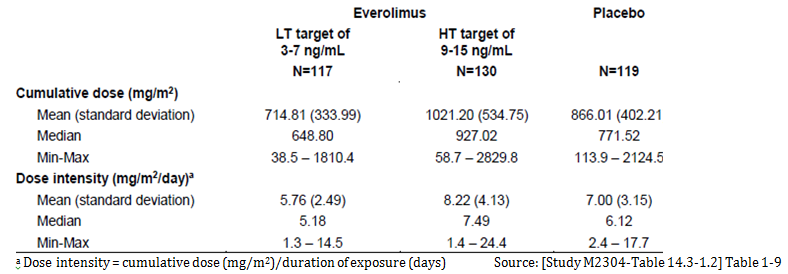 Everolimus Placebo
LT target of HT target of
3-7 ng/mL 9-15 ng/mL
N=117 N=130 N=119
Cumulative dose (mg/m²)
Mean (standard deviation) 714.81 (333.99) 1021.20 (534.75) 866.01 (402.21
Median 648.80 927.02 771.52
Min-Max 38.5 – 1810.4 58.7 – 2829.8 113.9 – 2124.5
Dose intensity (mg/m²/day)ᵃ
Mean (standard deviation) 5.76 (2.49) 8.22 (4.13) 7.00 (3.15)
Median 5.18 7.49 6.12
Min-Max 1.3 – 14.5 1.4 – 24.4 2.4 – 17.7
ᵃ Dose intensity = cumulative dose (mg/m²)/duration of exposure (days) Source: [Study M2304-Table 14.3-1.2] Table 1-9